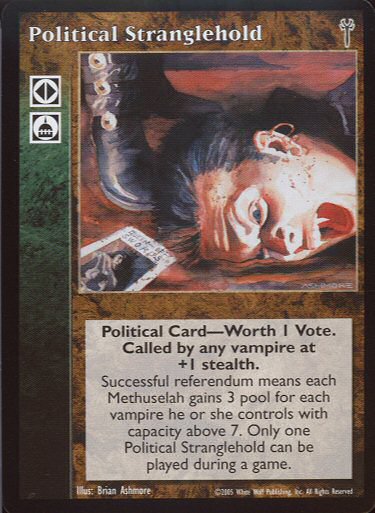 Political Stranglehold
SWORDS
ASHMORE
Political Card—Worth 1 Vote.
Called by any vampire at
+1 stealth.
Successful referendum means each
Methuselah gains 3 pool for each
vampire he or she controls with
capacity above 7. Only one
Political Stranglehold can be
played during a game.
Illus: Brian Ashmore
©2005 White Wolf Publishing, Inc. All Rights Reserved